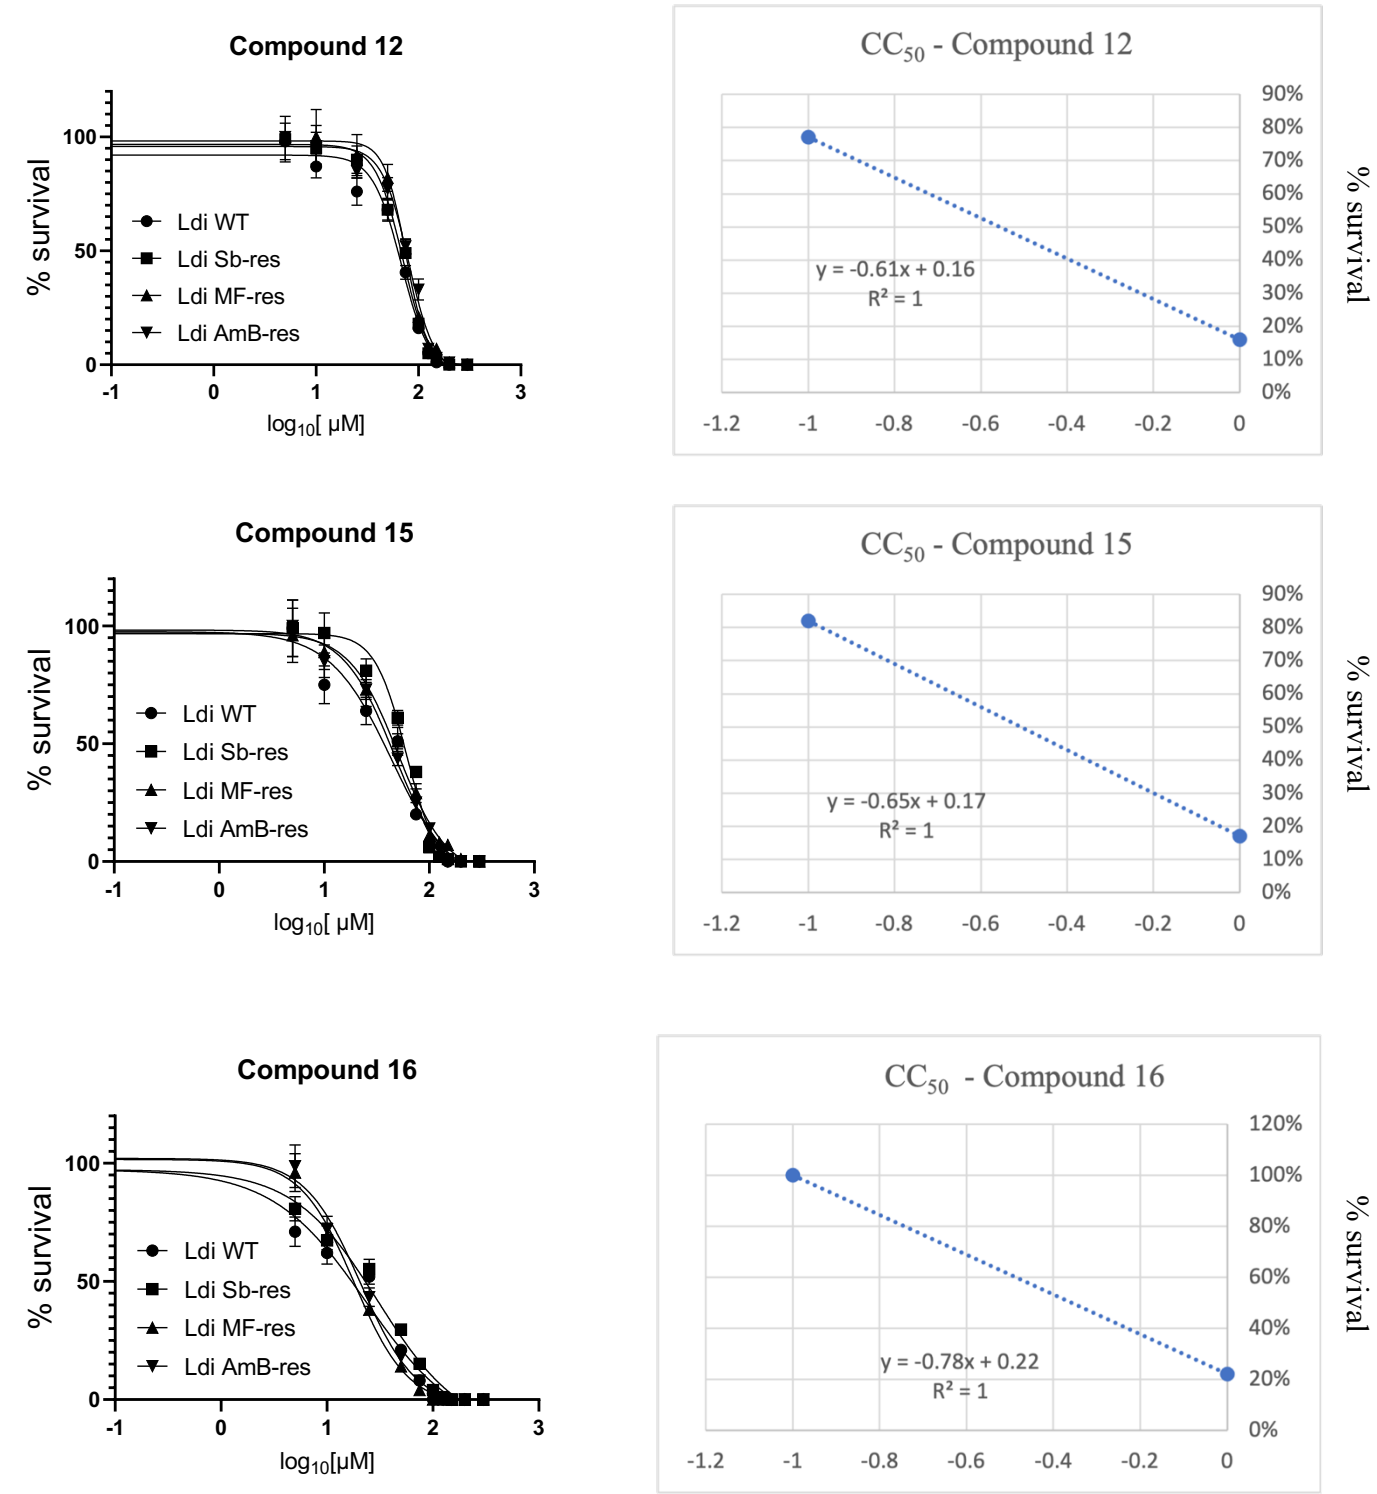 Compound 12
100
50
0
-1 0 1 2 3
% survival
log10[ µM]
Ldi WT
Ldi Sb-res
Ldi MF-res
Ldi AmB-res
CC50 - Compound 12
90%
80%
70%
60%
50%
40%
30%
20%
10%
0%
-1.2 -1 -0.8 -0.6 -0.4 -0.2 0
y = -0.61x + 0.16
R² = 1
% survival
Compound 15
100
50
0
-1 0 1 2 3
% survival
log10[ µM]
Ldi WT
Ldi Sb-res
Ldi MF-res
Ldi AmB-res
CC50 - Compound 15
90%
80%
70%
60%
50%
40%
30%
20%
10%
0%
-1.2 -1 -0.8 -0.6 -0.4 -0.2 0
y = -0.65x + 0.17
R² = 1
% survival
Compound 16
100
50
0
-1 0 1 2 3
% survival
log10[µM]
Ldi WT
Ldi Sb-res
Ldi MF-res
Ldi AmB-res
CC50 - Compound 16
120%
100%
80%
60%
40%
20%
0%
-1.2 -1 -0.8 -0.6 -0.4 -0.2 0
y = -0.78x + 0.22
R² = 1
% survival